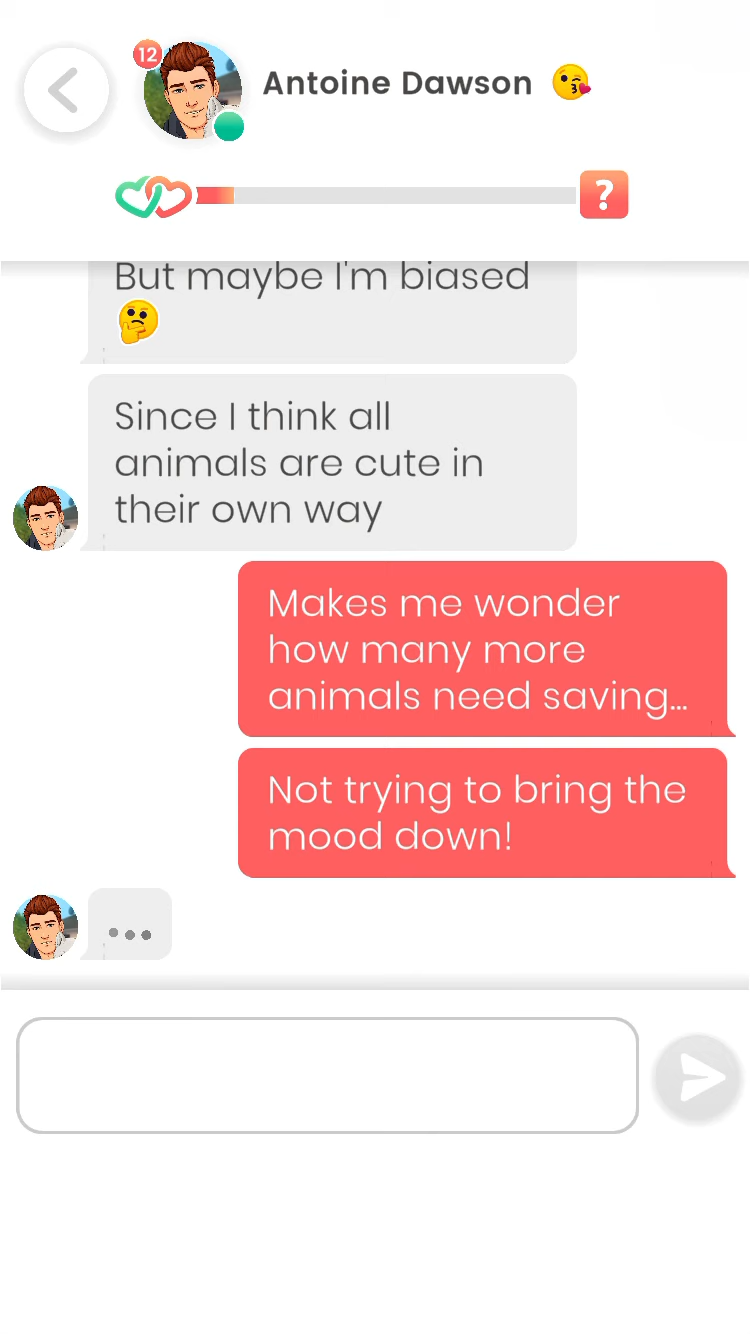 12
Antoine Dawson 😘
?
But maybe I'm biased
🤔
Since I think all
animals are cute in
their own way
Makes me wonder
how many more
animals need saving...
Not trying to bring the
mood down!
...